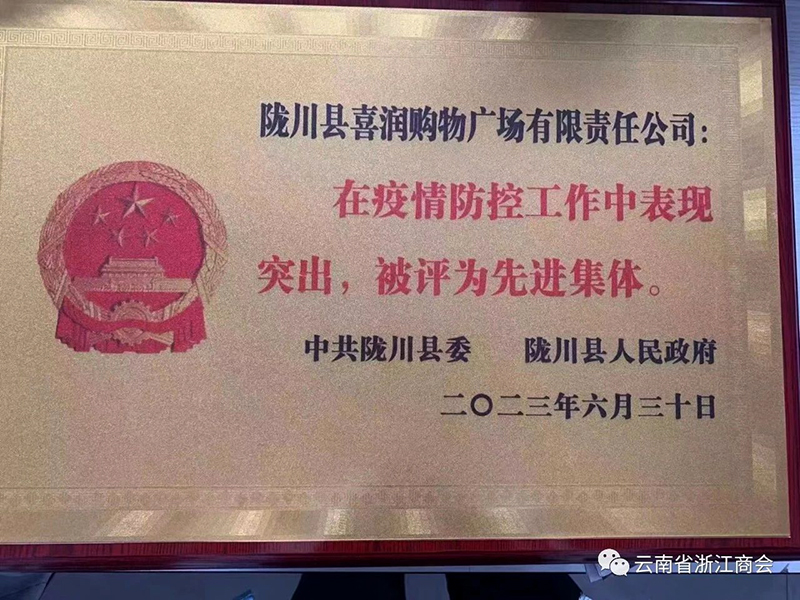 陇川县喜润购物广场有限责任公司：
在疫情防控工作中表现
突出，被评为先进集体。
中共陇川县委 陇川县人民政府
二〇二三年六月三十日
云南省浙江商会